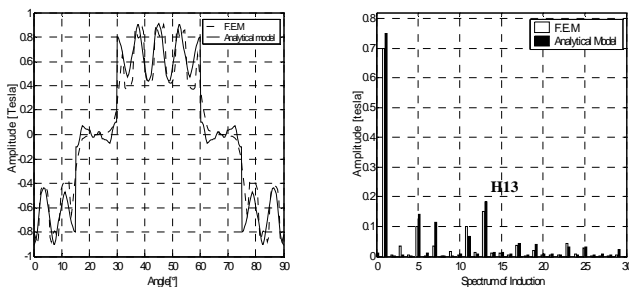 1
0.8
0.6
0.4
0.2
0
-0.2
-0.4
-0.6
-0.8
-1
0 10 20 30 40 50 60 70 80 90
Amplitude [Tesla]
Angle[°]
F.E.M
Analytical model
0.8
0.7
0.6
0.5
0.4
0.3
0.2
0.1
0
0 5 10 15 20 25 30
Amplitude [tesla]
Spectrum of Induction
F.E.M
Analytical Model
H13